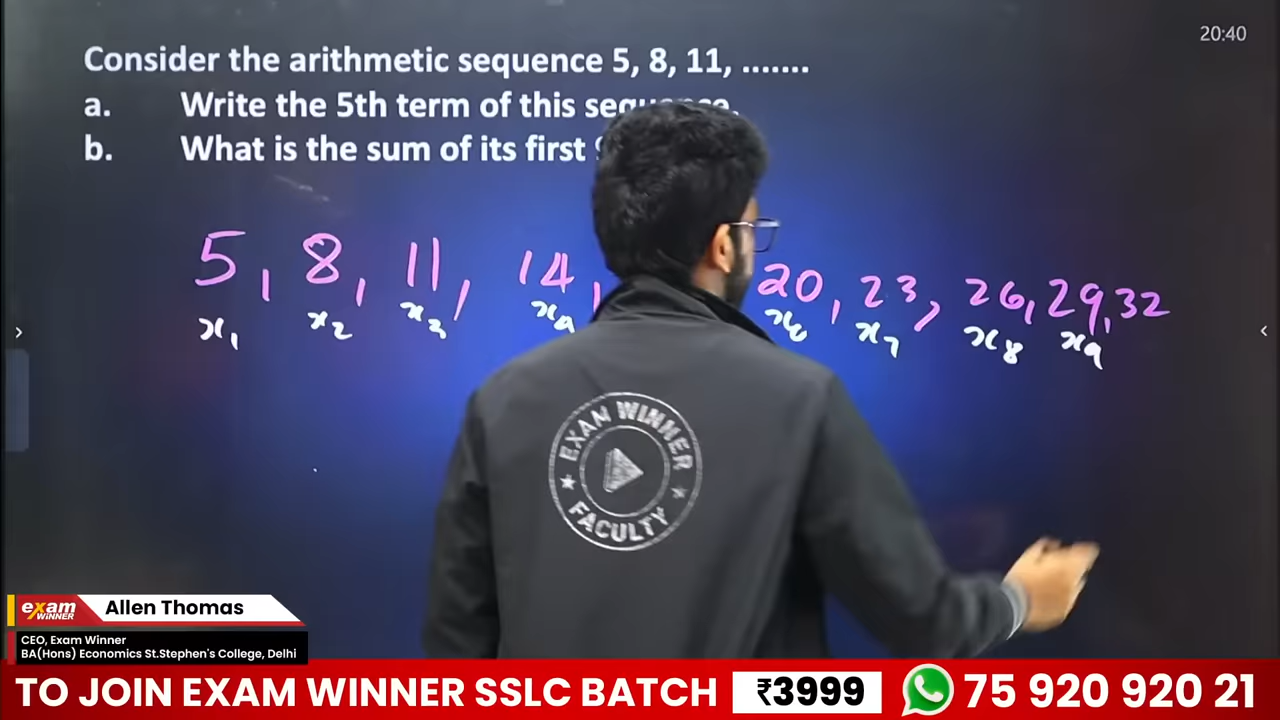 20:40
Consider the arithmetic sequence 5, 8, 11, .......
a. Write the 5th term of this sequence.
b. What is the sum of its first
5, 8, 11, 14, 20, 23, 26, 29, 32
x1 x2 x3 x4 x6 x7 x8 x9
EXAM WINNER
FACULTY
exam WINNER
Allen Thomas
CEO, Exam Winner
BA(Hons) Economics St.Stephen's College, Delhi
TO JOIN EXAM WINNER SSLC BATCH ₹3999 75 920 920 21